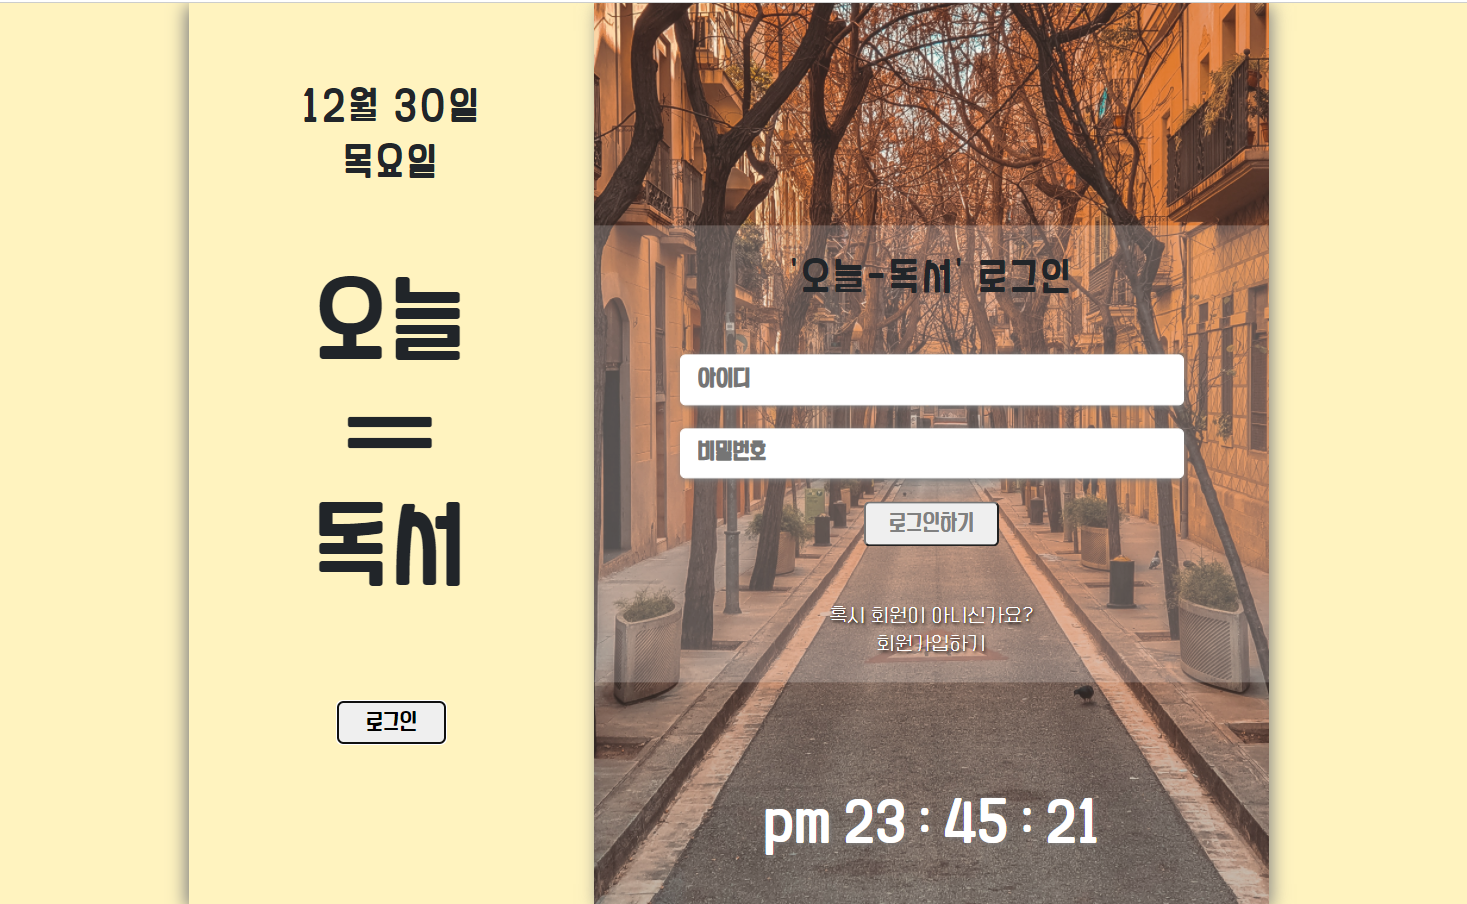 12월 30일
목요일
오늘
=
독서
로그인
'오늘-독서' 로그인
아이디
비밀번호
로그인하기
혹시 회원이 아니신가요?
회원가입하기
pm 23 : 45 : 21